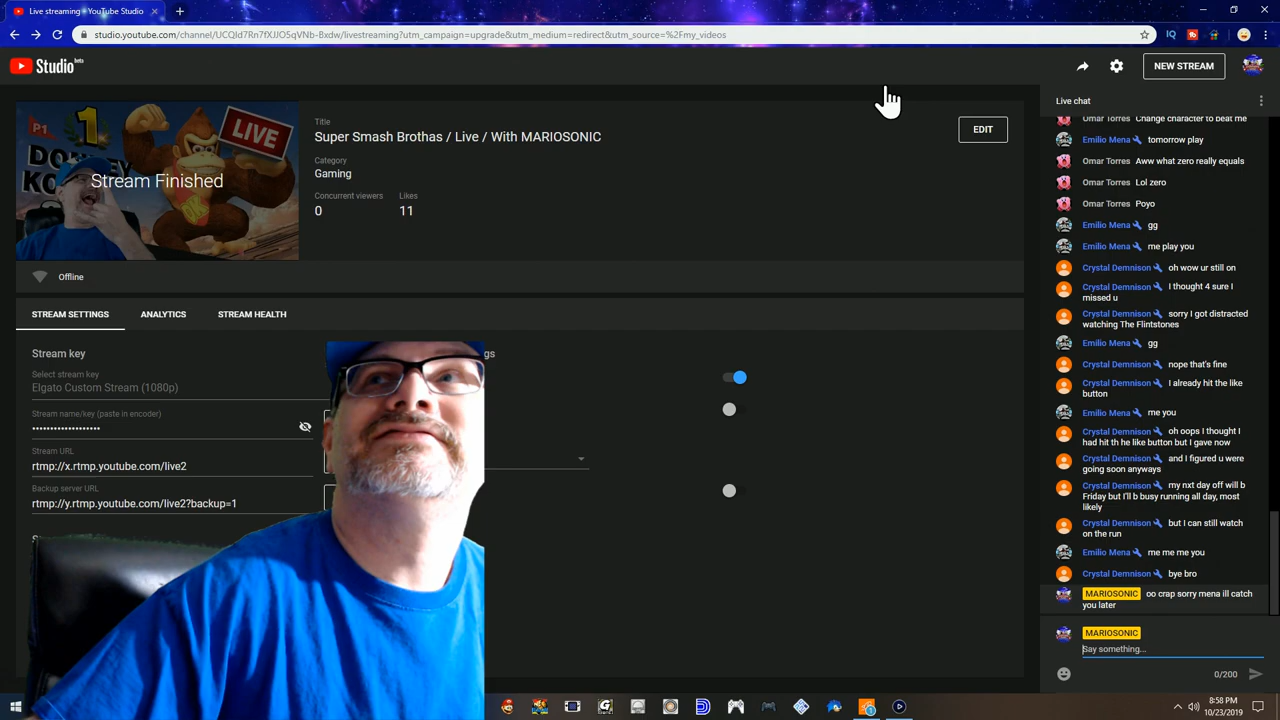 Live streaming - YouTube Studio
studio.youtube.com/channel/UCQId7Rn7fXJJO5qVNb-Bxdw/livestreaming?utm_campaign=upgrade&utm_medium=redirect&utm_source=%2Fmy_videos
IQ
Studio beta
NEW STREAM
P1
1
LIVE
Stream Finished
Title
Super Smash Brothas / Live / With MARIOSONIC
Category
Gaming
Concurrent viewers Likes
0 11
EDIT
Offline
STREAM SETTINGS ANALYTICS STREAM HEALTH
Stream key
Select stream key
Elgato Custom Stream (1080p)
Stream name/key (paste in encoder)
••••••••••••••••••••
Stream URL
rtmp://x.rtmp.youtube.com/live2
Backup server URL
rtmp://y.rtmp.youtube.com/live2?backup=1
Live chat
Omar Torres Change character to beat me
Emilio Mena tomorrow play
Omar Torres Aww what zero really equals
Omar Torres Lol zero
Omar Torres Poyo
Emilio Mena gg
Emilio Mena me play you
Crystal Demnison oh wow ur still on
Crystal Demnison I thought 4 sure I
missed u
Crystal Demnison sorry I got distracted
watching The Flintstones
Emilio Mena gg
Crystal Demnison nope that's fine
Crystal Demnison I already hit the like
button
Emilio Mena me you
Crystal Demnison oh oops I thought I
had hit th he like button but I gave now
Crystal Demnison and I figured u were
going soon anyways
Crystal Demnison my nxt day off will b
Friday but I'll b busy running all day, most
likely
Crystal Demnison but I can still watch
on the run
Emilio Mena me me me you
Crystal Demnison bye bro
MARIOSONIC oo crap sorry mena ill catch
you later
MARIOSONIC
Say something...
0/200
8:58 PM
10/23/2019